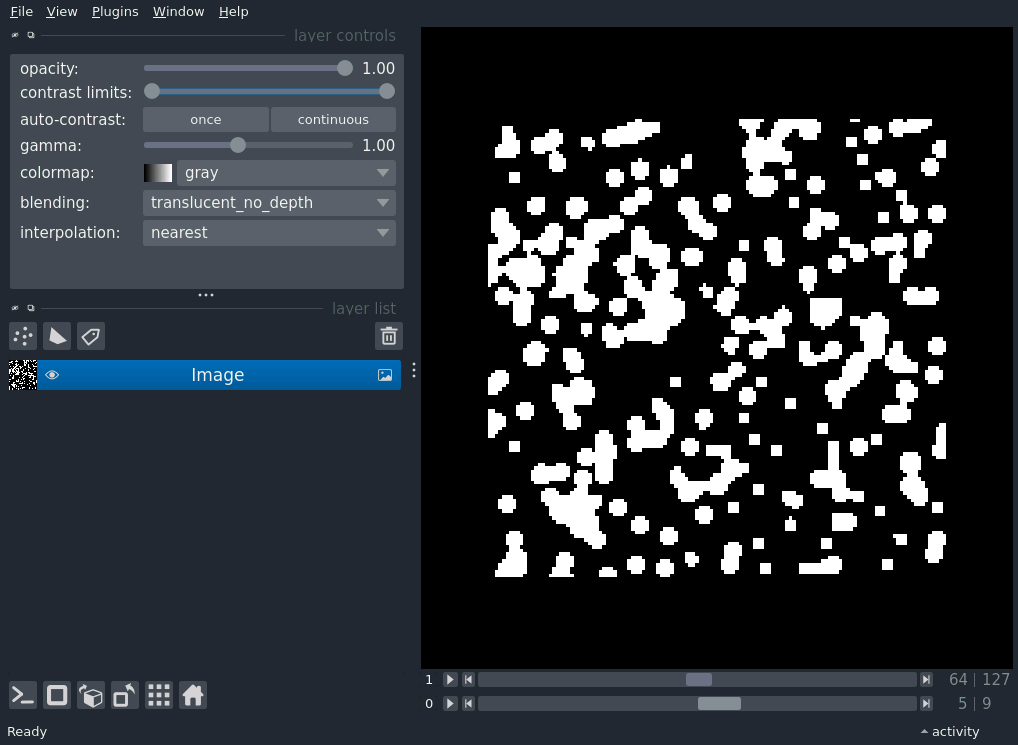 File View Plugins Window Help
layer controls
opacity: 1.00
contrast limits:
auto-contrast: once continuous
gamma: 1.00
colormap: gray
blending: translucent_no_depth
interpolation: nearest
layer list
Image
1 64 | 127
0 5 | 9
Ready activity